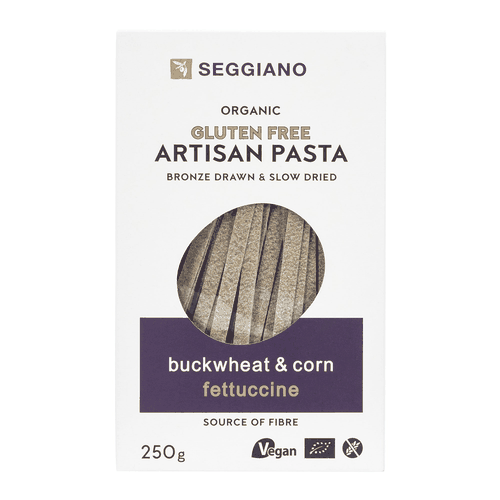 SEGGIANO
ORGANIC
GLUTEN FREE
ARTISAN PASTA
BRONZE DRAWN & SLOW DRIED
buckwheat & corn
fettuccine
SOURCE OF FIBRE
250g
Vegan